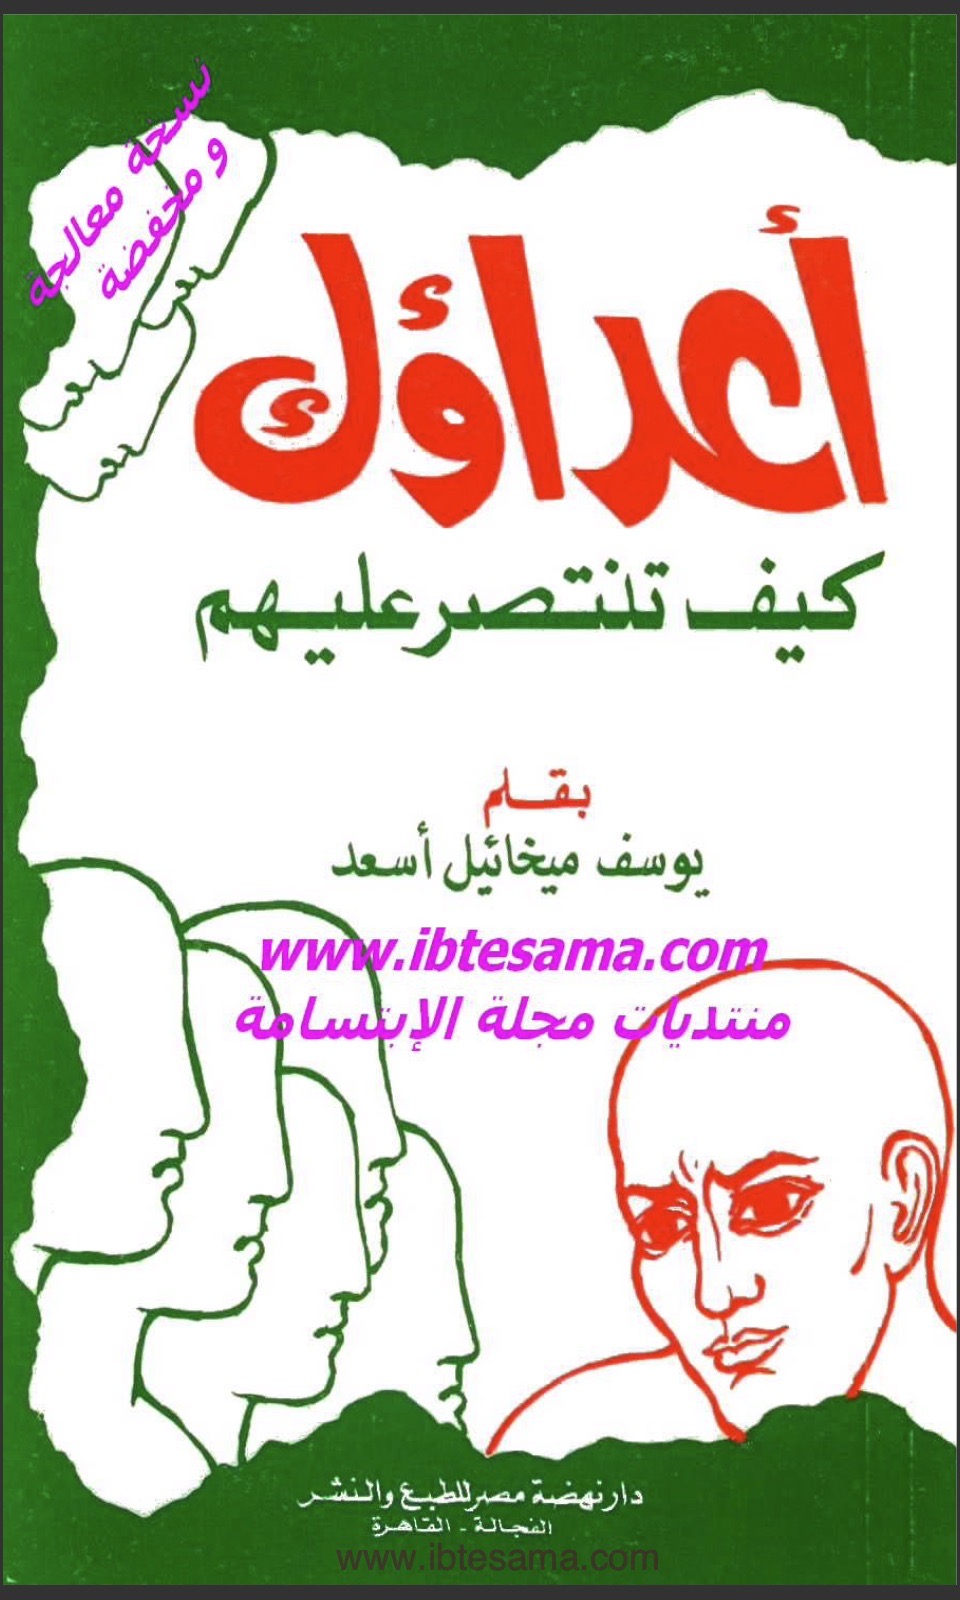 نسخة معالجة
و مخفضة
أعداؤك
كيف تنتصر عليهم
بقلم
يوسف ميخائيل أسعد
www.ibtesama.com
منتديات مجلة الإبتسامة
دار نهضة مصر للطبع والنشر
الفجالة - القاهرة
www.ibtesama.com